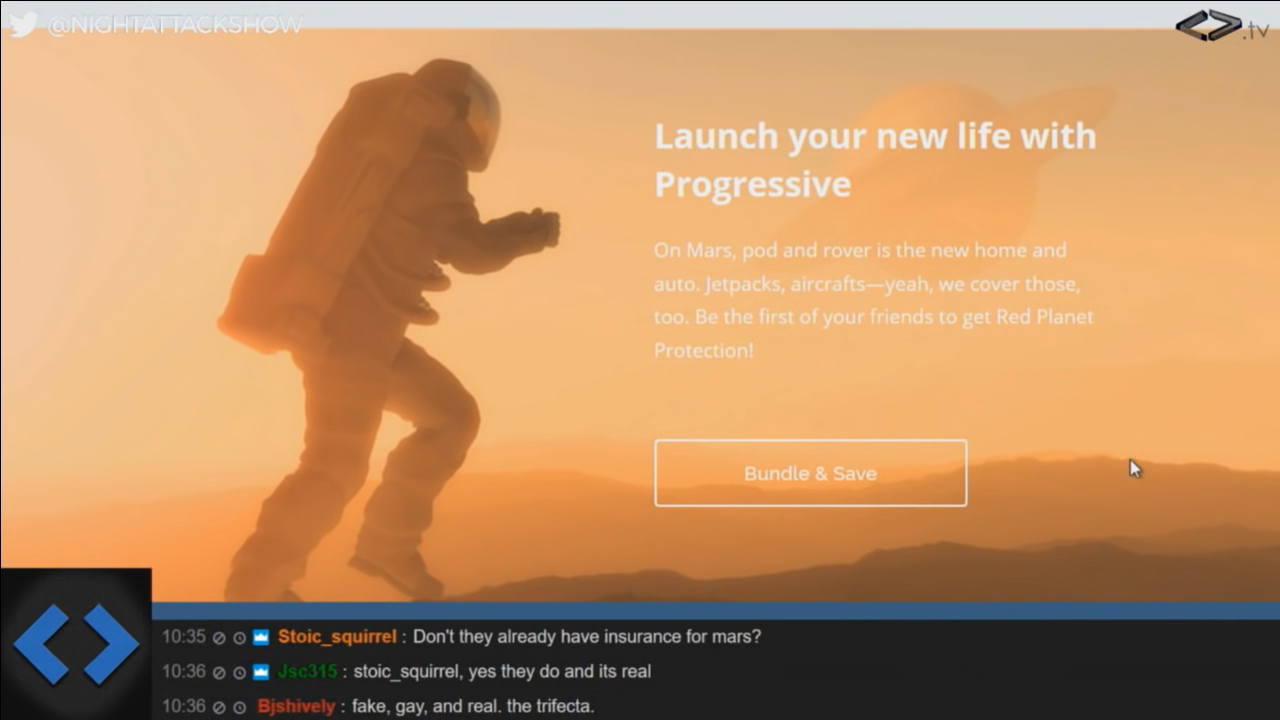 @NIGHTATTACKSHOW
.tv
Launch your new life with
Progressive
On Mars, pod and rover is the new home and
auto. Jetpacks, aircrafts—yeah, we cover those,
too. Be the first of your friends to get Red Planet
Protection!
Bundle & Save
10:35 Stoic_squirrel : Don't they already have insurance for mars?
10:36 Jsc315 : stoic_squirrel, yes they do and its real
10:36 Bjshively : fake, gay, and real. the trifecta.